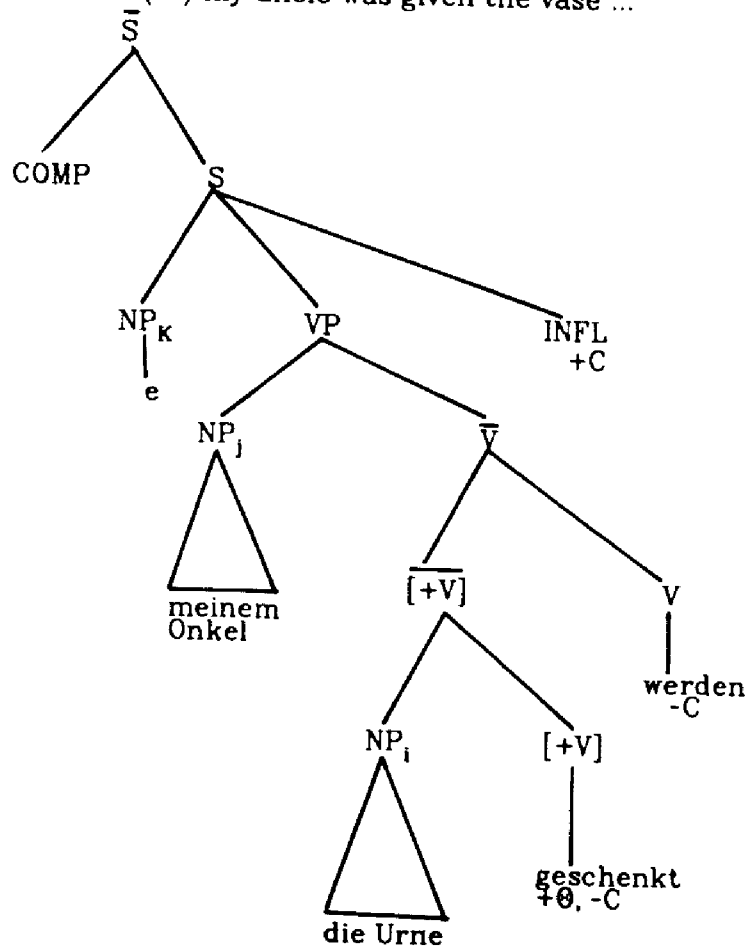 my uncle was given the vase ...
S̅
COMP
S
NP_K
VP
INFL
+C
e
NP_j
V̅
meinem
Onkel
[+V]̅
V
werden
-C
NP_i
[+V]
geschenkt
+Θ, -C
die Urne